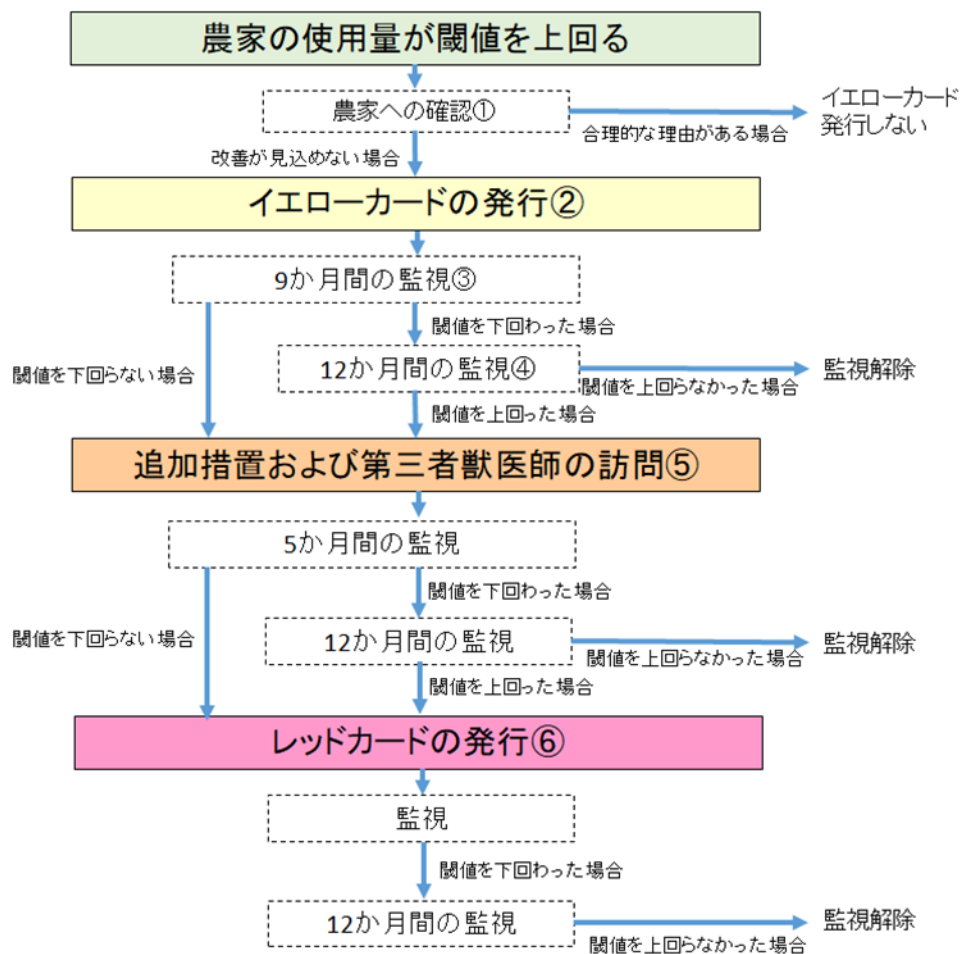 農家の使用量が閾値を上回る
農家への確認①
イエローカード
発行しない
合理的な理由がある場合
改善が見込めない場合
イエローカードの発行②
9か月間の監視③
閾値を下回わった場合
閾値を下回らない場合
12か月間の監視④
監視解除
閾値を上回らなかった場合
閾値を上回った場合
追加措置および第三者獣医師の訪問⑤
5か月間の監視
閾値を下回わった場合
閾値を下回らない場合
12か月間の監視
監視解除
閾値を上回らなかった場合
閾値を上回った場合
レッドカードの発行⑥
監視
閾値を下回わった場合
12か月間の監視
監視解除
閾値を上回らなかった場合